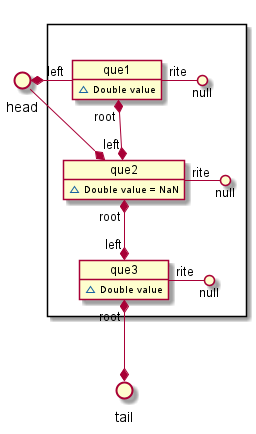 left
que1
rite
Double value
null
head
root
left
que2
rite
Double value = NaN
null
root
left
que3
rite
Double value
null
root
tail